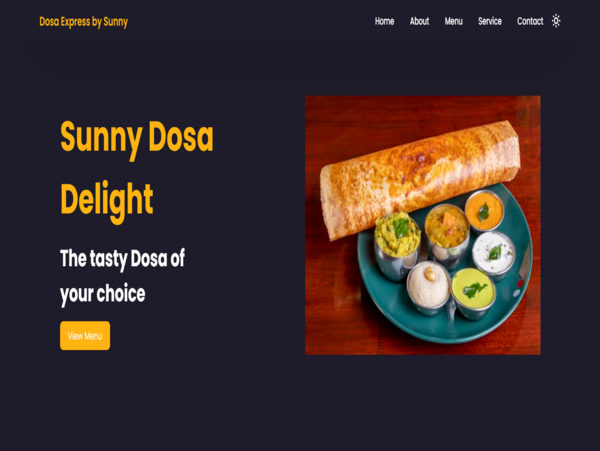 Dosa Express by Sunny
Home About Menu Service Contact
Sunny Dosa
Delight
The tasty Dosa of
your choice
View Menu